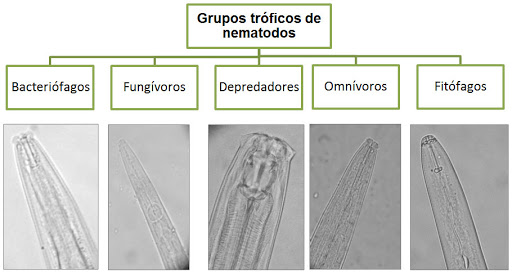 Grupos tróficos de
nematodos
Bacteriófagos
Fungívoros
Depredadores
Omnívoros
Fitófagos